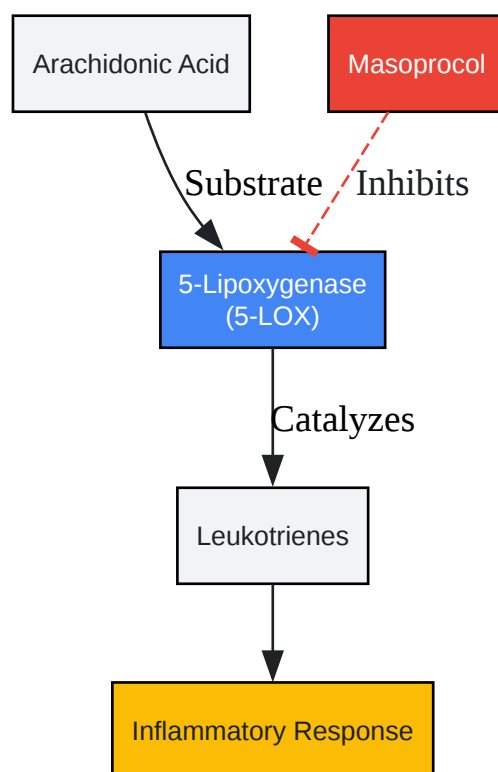 Arachidonic Acid
Masoprocol
Substrate
Inhibits
5-Lipoxygenase
(5-LOX)
Catalyzes
Leukotrienes
Inflammatory Response